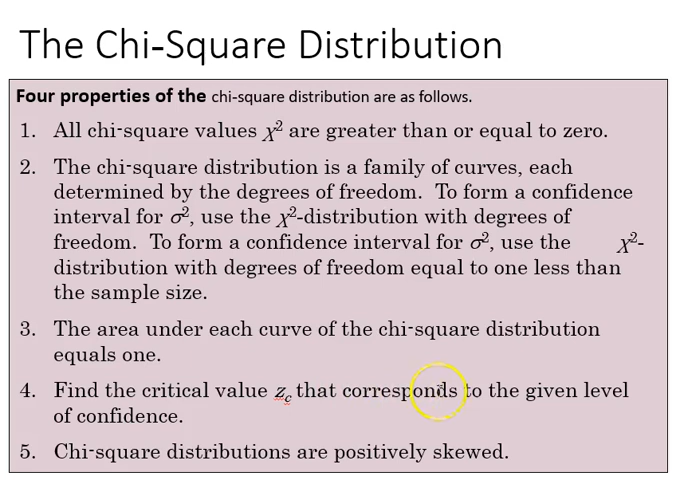 The Chi-Square Distribution
Four properties of the chi-square distribution are as follows.
1. All chi-square values χ² are greater than or equal to zero.
2. The chi-square distribution is a family of curves, each
determined by the degrees of freedom. To form a confidence
interval for σ², use the χ²-distribution with degrees of
freedom. To form a confidence interval for σ², use the χ²-
distribution with degrees of freedom equal to one less than
the sample size.
3. The area under each curve of the chi-square distribution
equals one.
4. Find the critical value z_c that corresponds to the given level
of confidence.
5. Chi-square distributions are positively skewed.